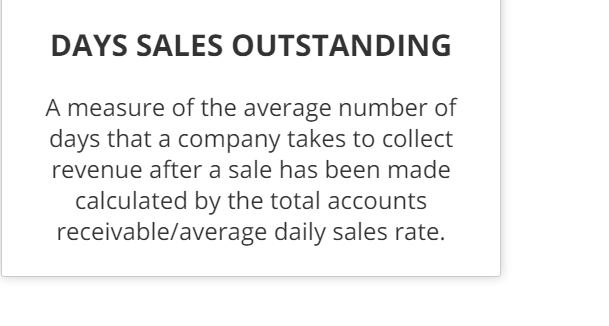 DAYS SALES OUTSTANDING
A measure of the average number of
days that a company takes to collect
revenue after a sale has been made
calculated by the total accounts
receivable/average daily sales rate.